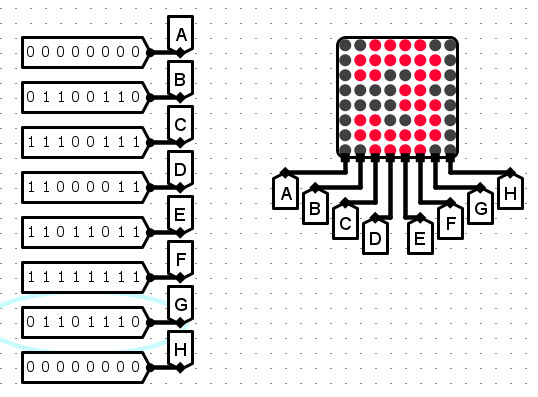 0 0 0 0 0 0 0 0 A
0 1 1 0 0 1 1 0 B
1 1 1 0 0 1 1 1 C
1 1 0 0 0 0 1 1 D
1 1 0 1 1 0 1 1 E
1 1 1 1 1 1 1 1 F
0 1 1 0 1 1 1 0 G
0 0 0 0 0 0 0 0 H
A B C D E F G H